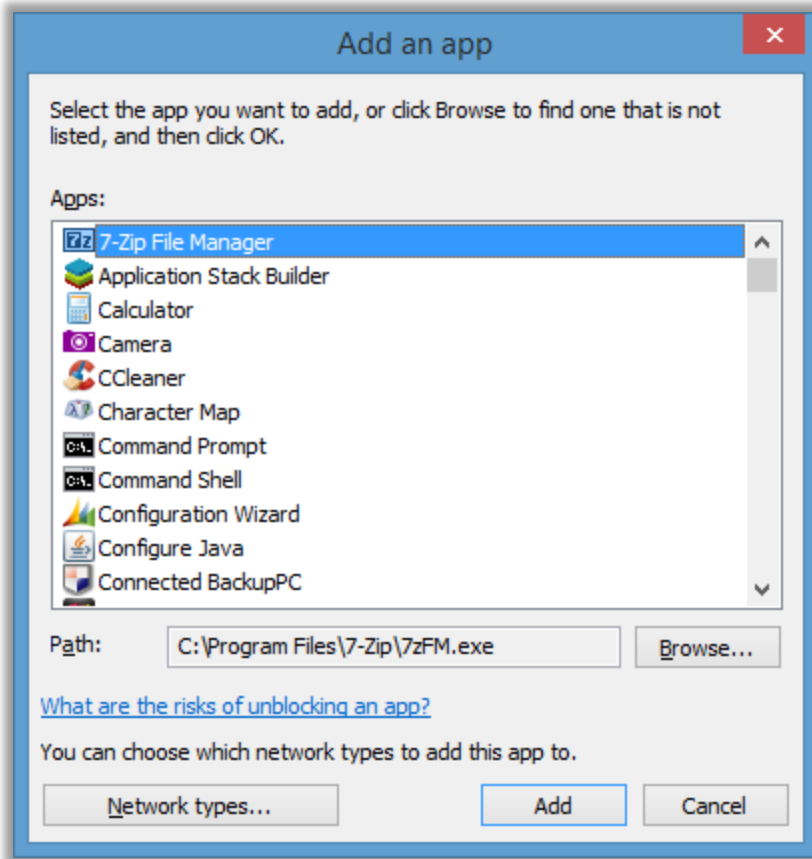 Add an app
Select the app you want to add, or click Browse to find one that is not
listed, and then click OK.
Apps:
7z 7-Zip File Manager
Application Stack Builder
Calculator
Camera
CCleaner
Character Map
C:\. Command Prompt
C:\. Command Shell
Configuration Wizard
Configure Java
Connected BackupPC
Path: C:\Program Files\7-Zip\7zFM.exe Browse...
What are the risks of unblocking an app?
You can choose which network types to add this app to.
Network types... Add Cancel